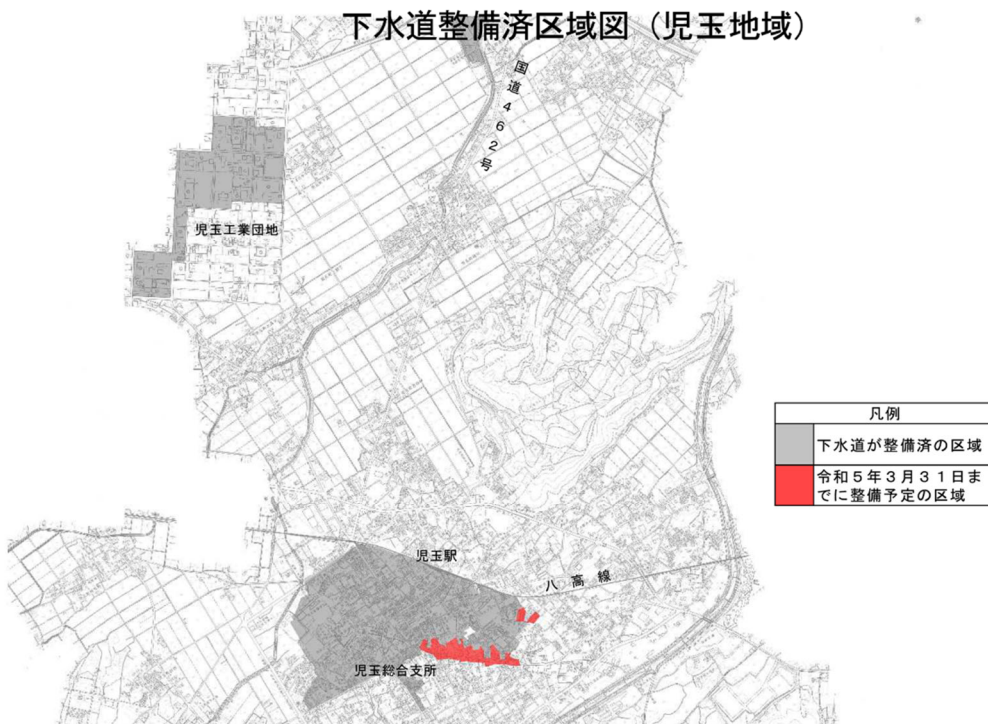 下水道整備済区域図（児玉地域）
国道４６２号
児玉工業団地
凡例
下水道が整備済の区域
令和５年３月３１日ま
でに整備予定の区域
児玉駅
八高線
児玉総合支所